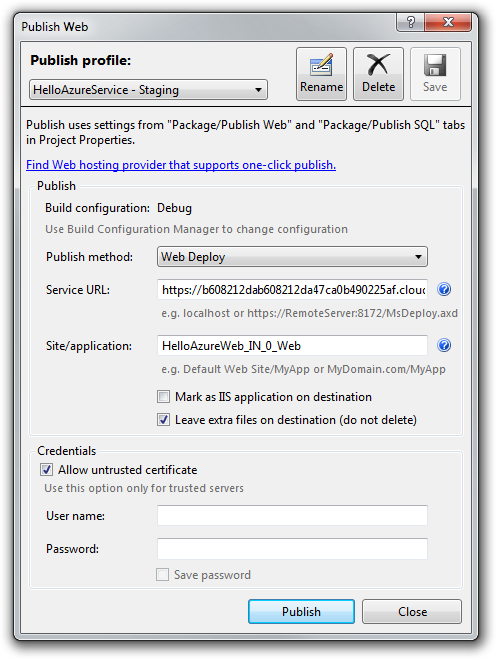 Publish Web
Publish profile:
HelloAzureService - Staging
Rename
Delete
Save
Publish uses settings from "Package/Publish Web" and "Package/Publish SQL" tabs
in Project Properties.
Find Web hosting provider that supports one-click publish.
Publish
Build configuration: Debug
Use Build Configuration Manager to change configuration
Publish method: Web Deploy
Service URL: https://b608212dab608212da47ca0b490225af.cloud
e.g. localhost or https://RemoteServer:8172/MsDeploy.axd
Site/application: HelloAzureWeb_IN_0_Web
e.g. Default Web Site/MyApp or MyDomain.com/MyApp
Mark as IIS application on destination
Leave extra files on destination (do not delete)
Credentials
Allow untrusted certificate
Use this option only for trusted servers
User name:
Password:
Save password
Publish
Close